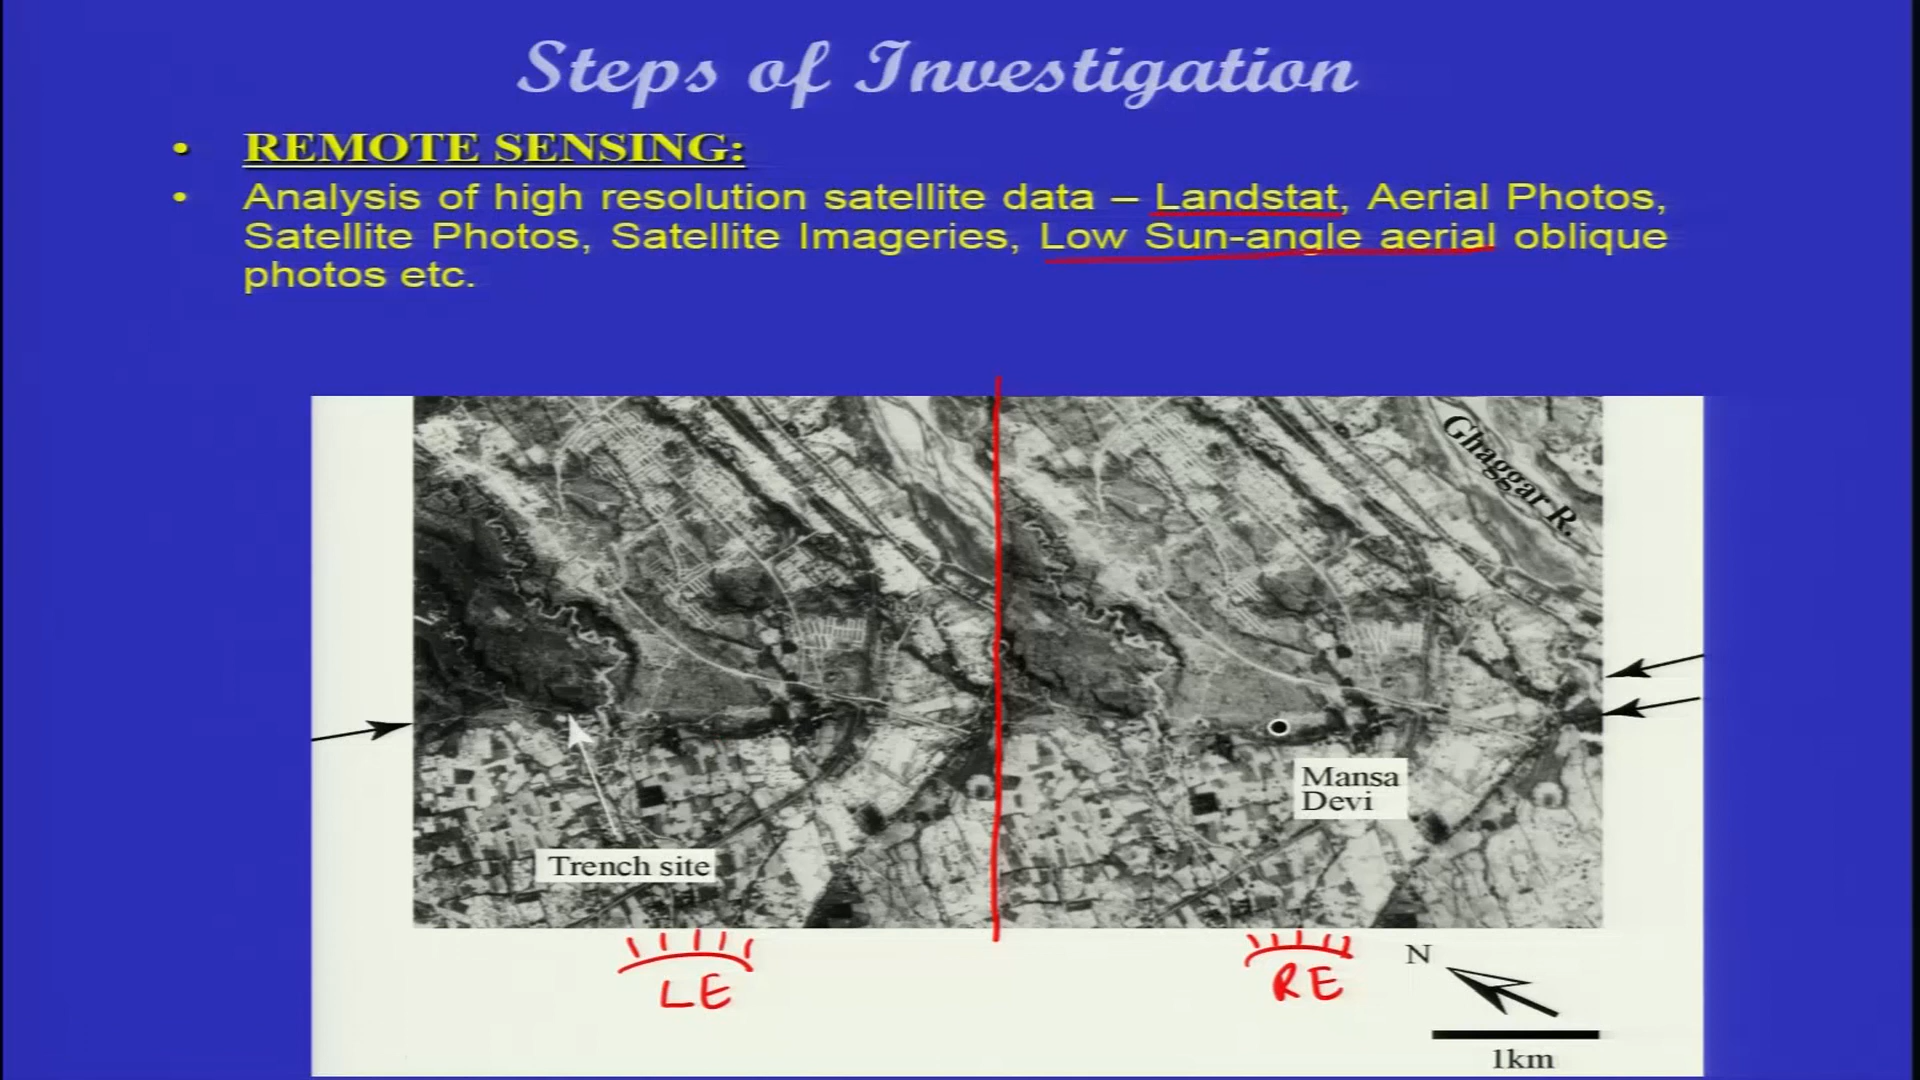 Steps of Investigation
• REMOTE SENSING:
• Analysis of high resolution satellite data – Landstat, Aerial Photos,
Satellite Photos, Satellite Imageries, Low Sun-angle aerial oblique
photos etc.
Ghaggar R.
Mansa
Devi
Trench site
LE
RE
N
1km